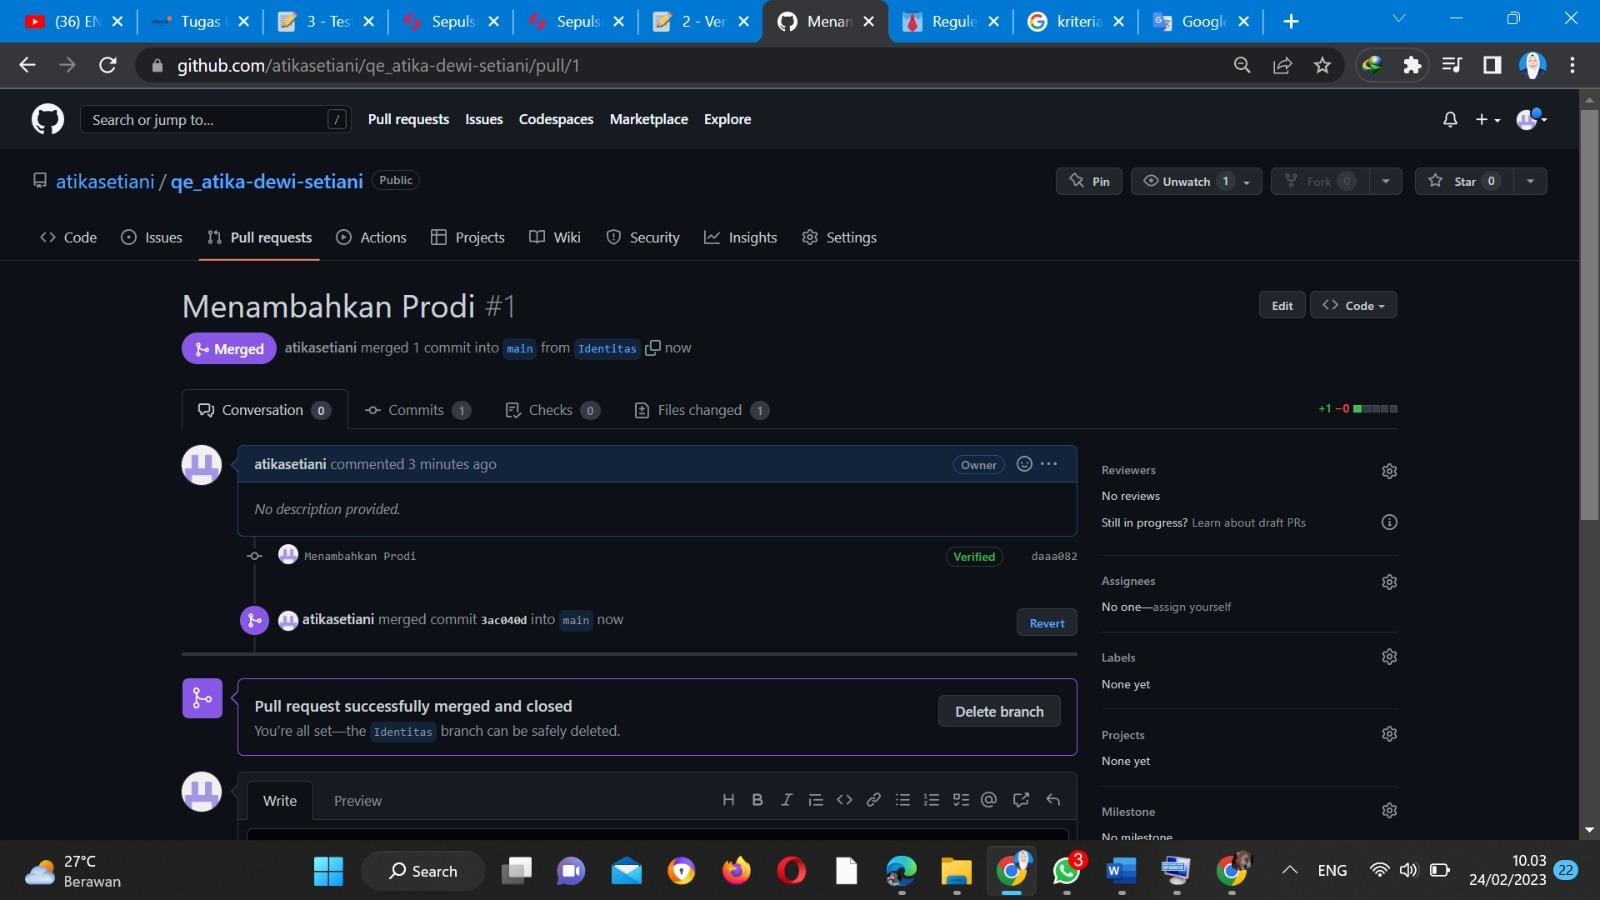 (36) EN
Tugas
3 - Tes
Sepuls
Sepuls
2 - Ver
Menam
Regule
kriteria
Google
github.com/atikasetiani/qe_atika-dewi-setiani/pull/1
Search or jump to...
/
Pull requests
Issues
Codespaces
Marketplace
Explore
atikasetiani / qe_atika-dewi-setiani
Public
Pin
Unwatch 1
Fork 0
Star 0
Code
Issues
Pull requests
Actions
Projects
Wiki
Security
Insights
Settings
Menambahkan Prodi #1
Edit
Code
Merged
atikasetiani merged 1 commit into main from Identitas now
Conversation 0
Commits 1
Checks 0
Files changed 1
+1 −0
atikasetiani commented 3 minutes ago
Owner
No description provided.
Menambahkan Prodi
Verified
daaa082
atikasetiani merged commit 3ac040d into main now
Revert
Pull request successfully merged and closed
You're all set—the Identitas branch can be safely deleted.
Delete branch
Write
Preview
Reviewers
No reviews
Still in progress? Learn about draft PRs
Assignees
No one—assign yourself
Labels
None yet
Projects
None yet
Milestone
No milestone
27°C
Berawan
Search
3
ENG
10.03
24/02/2023
22